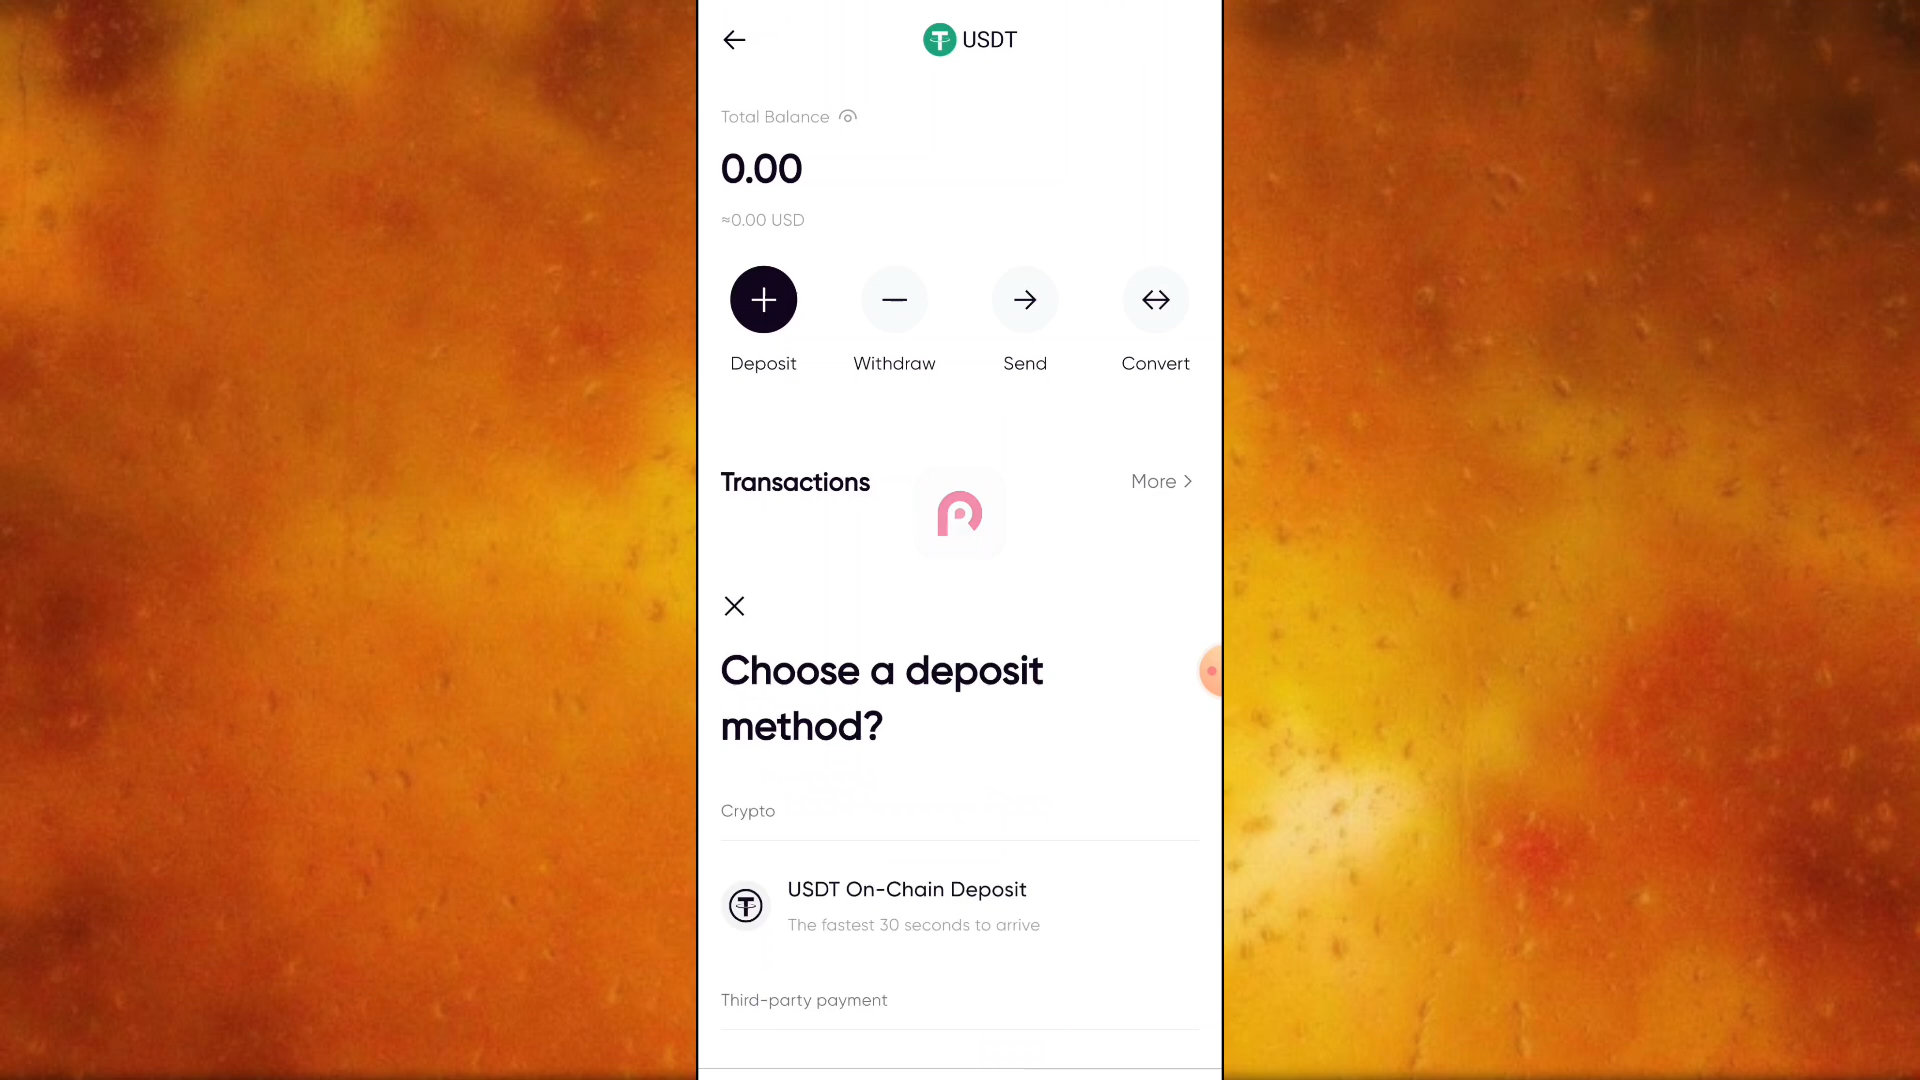 USDT
Total Balance
0.00
≈0.00 USD
Deposit Withdraw Send Convert
Transactions More
Choose a deposit
method?
Crypto
USDT On-Chain Deposit
The fastest 30 seconds to arrive
Third-party payment